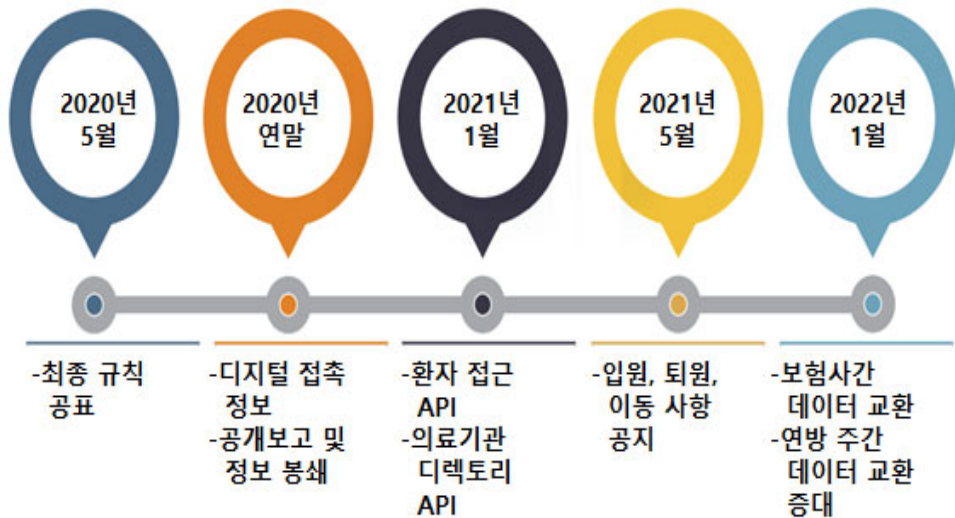 2020년
5월
2020년
연말
2021년
1월
2021년
5월
2022년
1월
-최종 규칙
공표
-디지털 접촉
정보
-공개보고 및
정보 봉쇄
-환자 접근
API
-의료기관
디렉토리
API
-입원, 퇴원,
이동 사항
공지
-보험사간
데이터 교환
-연방 주간
데이터 교환
증대